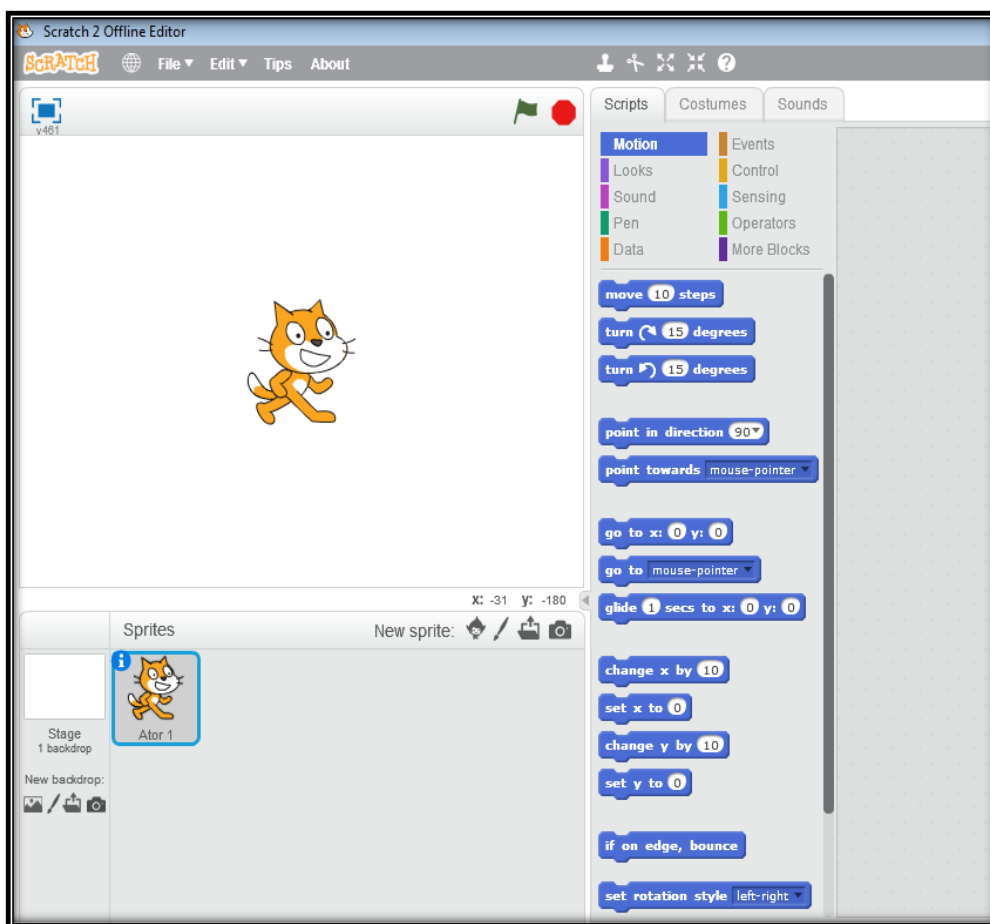 Scratch 2 Offline Editor
SCRATCH File Edit Tips About
v461
Scripts Costumes Sounds
Motion Events
Looks Control
Sound Sensing
Pen Operators
Data More Blocks
move 10 steps
turn 15 degrees
turn 15 degrees
point in direction 90
point towards mouse-pointer
go to x: 0 y: 0
go to mouse-pointer
glide 1 secs to x: 0 y: 0
change x by 10
set x to 0
change y by 10
set y to 0
if on edge, bounce
set rotation style left-right
x: -31 y: -180
Sprites New sprite:
Stage
1 backdrop
New backdrop:
Ator 1